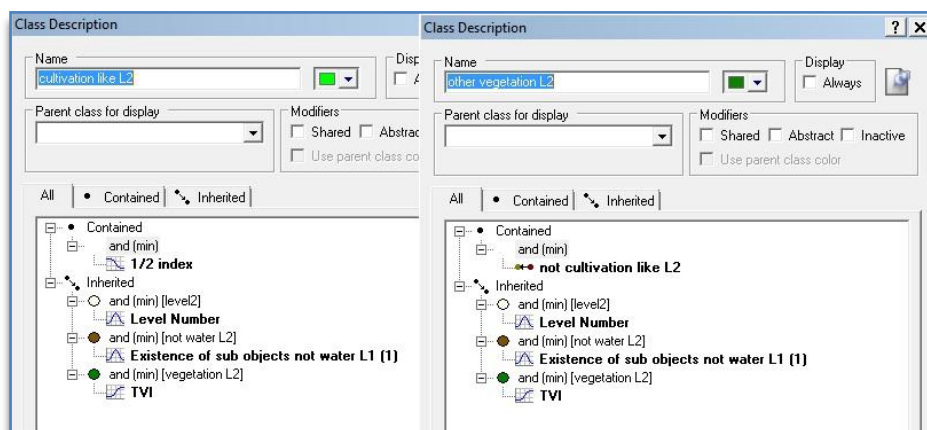 Class Description
Name
cultivation like L2
Disp
Parent class for display
Modifiers
Shared Abstrac
Use parent class co
All Contained Inherited
Contained
and (min)
1/2 index
Inherited
and (min) [level2]
Level Number
and (min) [not water L2]
Existence of sub objects not water L1 (1)
and (min) [vegetation L2]
TVI
Class Description
Name
other vegetation L2
Display
Always
Parent class for display
Modifiers
Shared Abstract Inactive
Use parent class color
All Contained Inherited
Contained
and (min)
not cultivation like L2
Inherited
and (min) [level2]
Level Number
and (min) [not water L2]
Existence of sub objects not water L1 (1)
and (min) [vegetation L2]
TVI